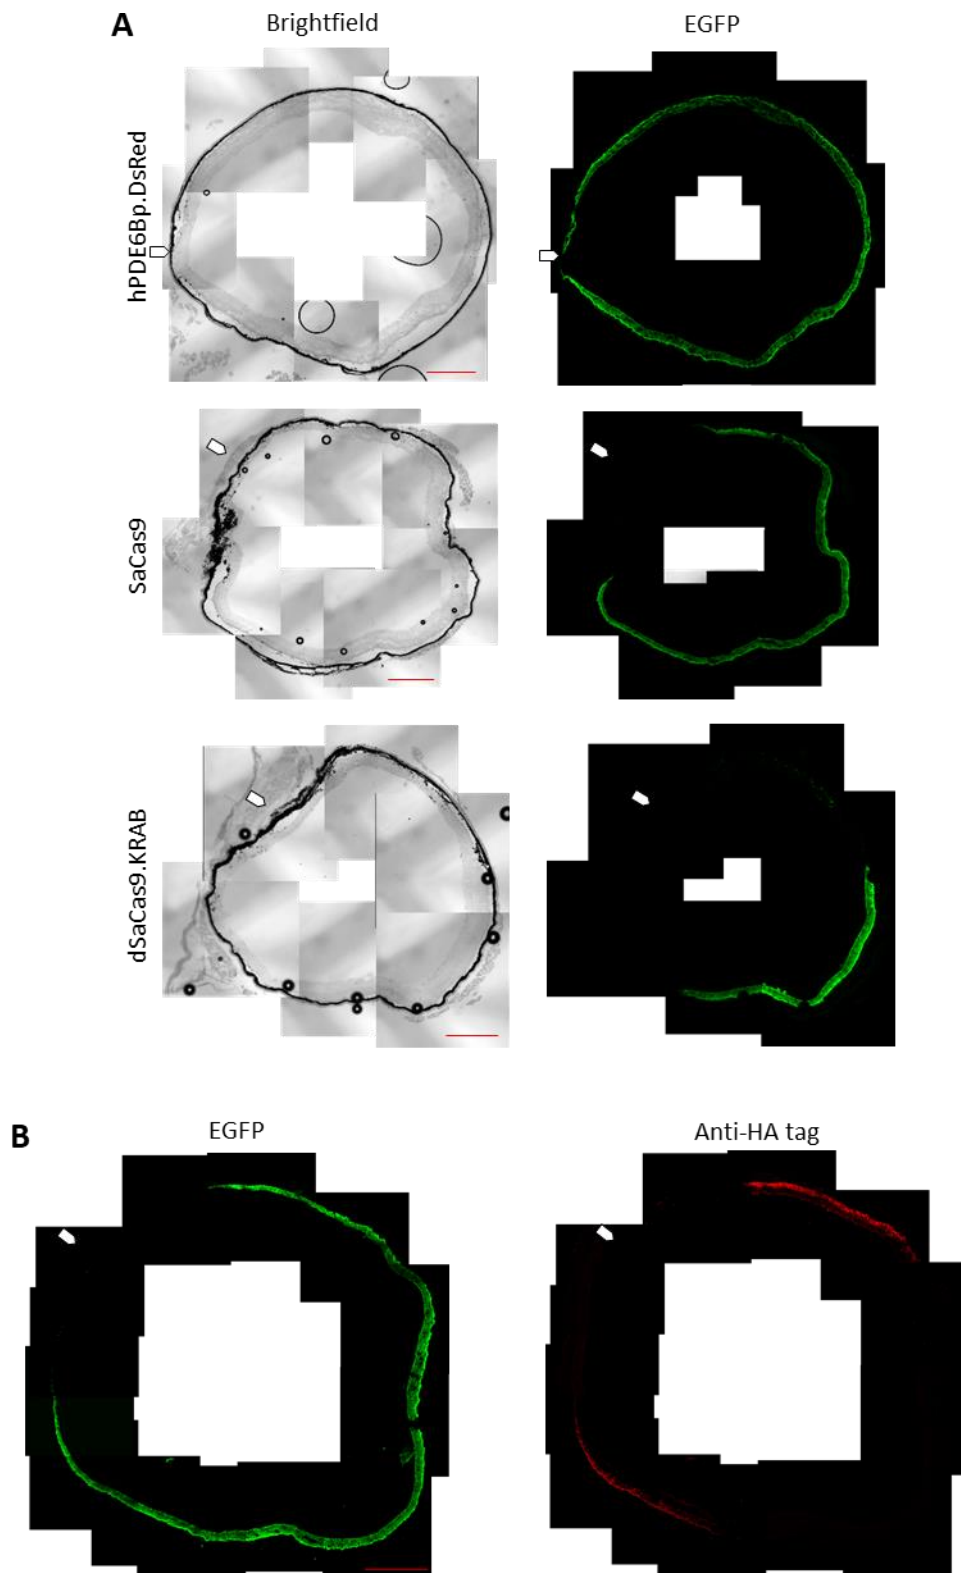 A
Brightfield
EGFP
hPDE6Bp.DsRed
SaCas9
dSaCas9.KRAB
B
EGFP
Anti-HA tag